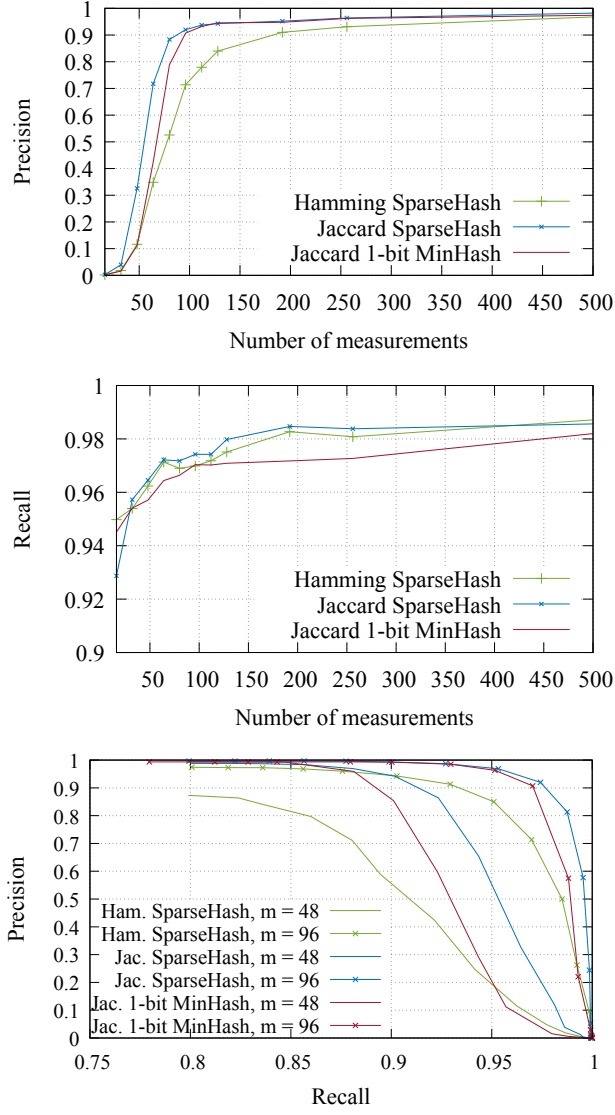 1
0.9
0.8
0.7
0.6
0.5
0.4
0.3
0.2
0.1
0
Precision
Hamming SparseHash
Jaccard SparseHash
Jaccard 1-bit MinHash
50 100 150 200 250 300 350 400 450 500
Number of measurements
1
0.98
0.96
0.94
0.92
0.9
Recall
Hamming SparseHash
Jaccard SparseHash
Jaccard 1-bit MinHash
50 100 150 200 250 300 350 400 450 500
Number of measurements
1
0.9
0.8
0.7
0.6
0.5
0.4
0.3
0.2
0.1
0
Precision
Ham. SparseHash, m = 48
Ham. SparseHash, m = 96
Jac. SparseHash, m = 48
Jac. SparseHash, m = 96
Jac. 1-bit MinHash, m = 48
Jac. 1-bit MinHash, m = 96
0.75 0.8 0.85 0.9 0.95 1
Recall